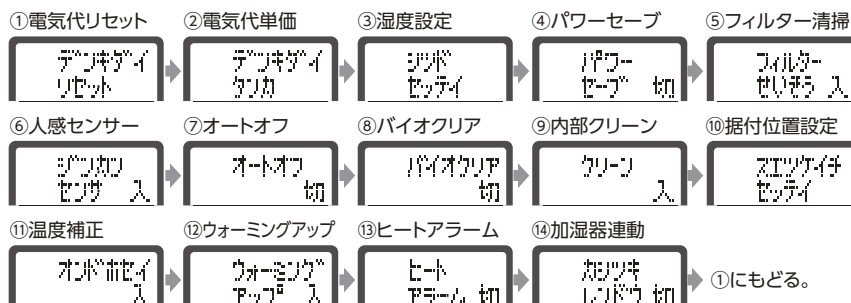 ①電気代リセット ②電気代単価 ③湿度設定 ④パワーセーブ ⑤フィルター清掃
デンキダイ デンキダイ シツド パワー フィルター
リセット タンカ セッテイ セーブ 切 せいそう 入
⑥人感センサー ⑦オートオフ ⑧バイオクリア ⑨内部クリーン ⑩据付位置設定
ジンカン オートオフ バイオクリア クリーン スエツケイチ
センサ 入 切 切 入 セッテイ
⑪温度補正 ⑫ウォーミングアップ ⑬ヒートアラーム ⑭加湿器連動
オンドホセイ ウォーミング ヒート カシツキ ①にもどる。
入 アップ 入 アラーム 切 レンドウ 切